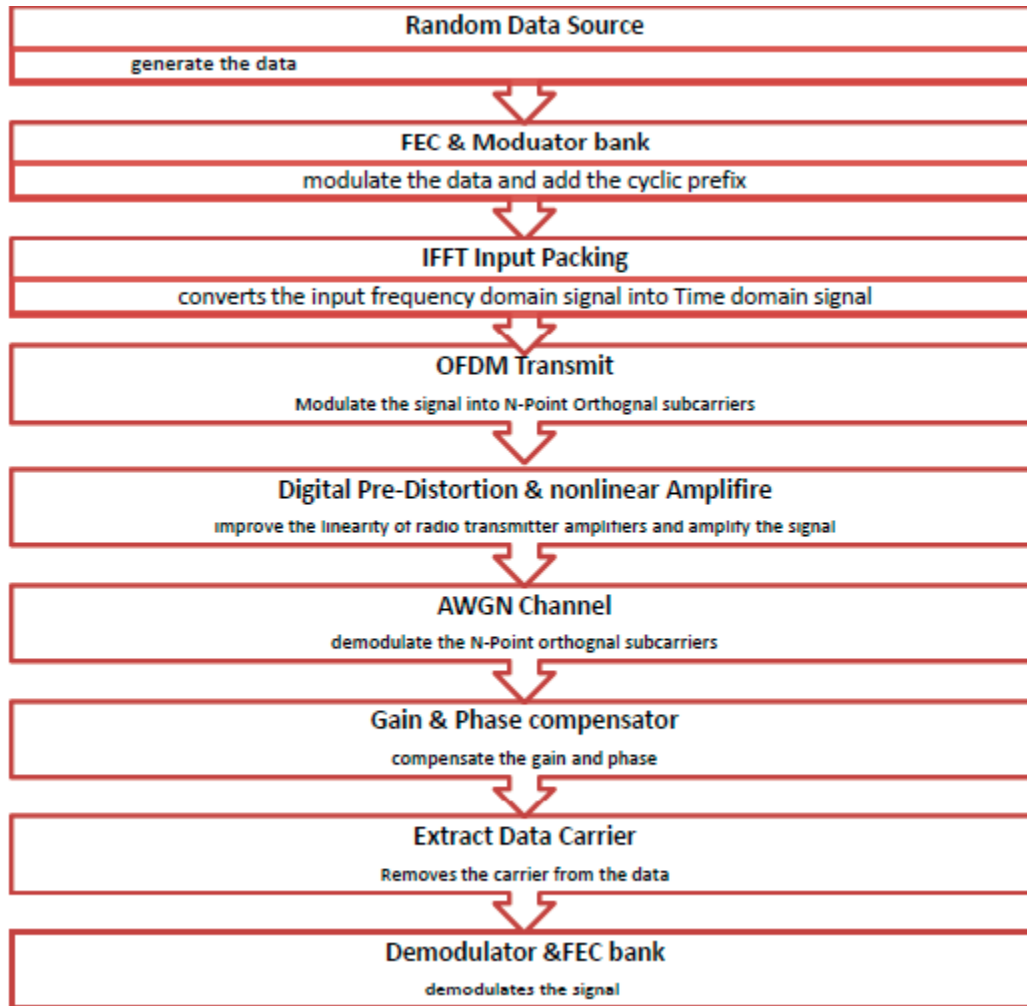 Random Data Source
generate the data
FEC & Moduator bank
modulate the data and add the cyclic prefix
IFFT Input Packing
converts the input frequency domain signal into Time domain signal
OFDM Transmit
Modulate the signal into N-Point Orthognal subcarriers
Digital Pre-Distortion & nonlinear Amplifire
improve the linearity of radio transmitter amplifiers and amplify the signal
AWGN Channel
demodulate the N-Point orthognal subcarriers
Gain & Phase compensator
compensate the gain and phase
Extract Data Carrier
Removes the carrier from the data
Demodulator &FEC bank
demodulates the signal